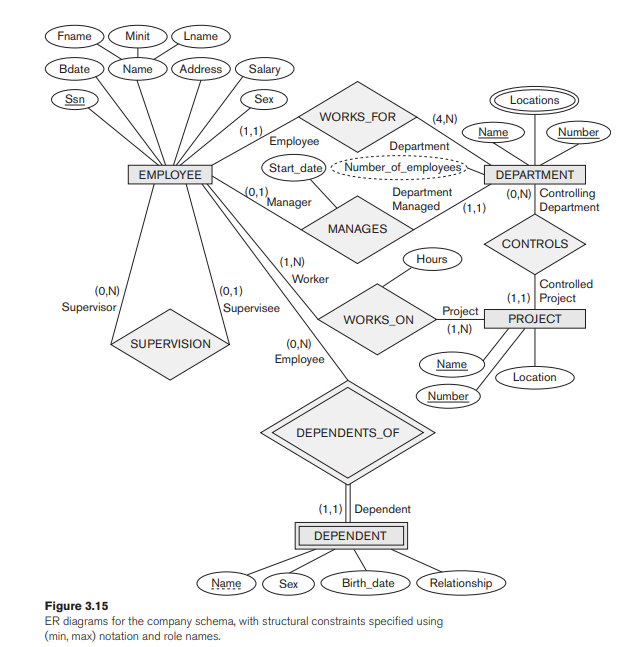 Fname Minit Lname
Bdate Name Address Salary
Ssn Sex
WORKS_FOR
(1,1) Employee
(4,N) Department
Locations
Name Number
Start_date
Number_of_employees
EMPLOYEE
DEPARTMENT
(0,1) Manager
Department
Managed
(1,1)
MANAGES
(0,N) Controlling
Department
CONTROLS
(1,N)
Worker
Hours
(0,N)
Supervisor
(0,1)
Supervisee
SUPERVISION
WORKS_ON
Project
(1,N)
Controlled
(1,1) Project
PROJECT
(0,N)
Employee
Name
Number
Location
DEPENDENTS_OF
(1,1) Dependent
DEPENDENT
Name Sex Birth_date Relationship
Figure 3.15
ER diagrams for the company schema, with structural constraints specified using
(min, max) notation and role names.